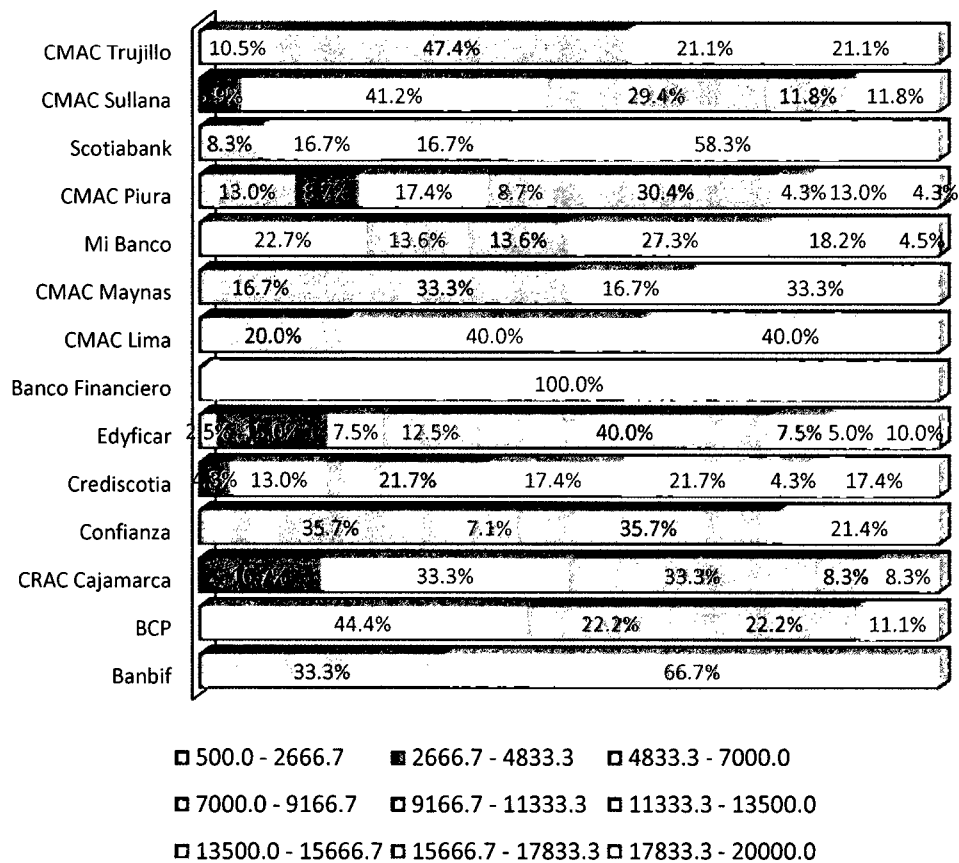 CMAC Trujillo 10.5% 47.4% 21.1% 21.1%
CMAC Sullana 41.2% 29.4% 11.8% 11.8%
Scotiabank 8.3% 16.7% 16.7% 58.3%
CMAC Piura 13.0% 8.7% 17.4% 8.7% 30.4% 4.3% 13.0% 4.3%
Mi Banco 22.7% 13.6% 13.6% 27.3% 18.2% 4.5%
CMAC Maynas 16.7% 33.3% 16.7% 33.3%
CMAC Lima 20.0% 40.0% 40.0%
Banco Financiero 100.0%
Edyficar 7.5% 12.5% 40.0% 7.5% 5.0% 10.0%
Crediscotia 4.3% 13.0% 21.7% 17.4% 21.7% 4.3% 17.4%
Confianza 35.7% 7.1% 35.7% 21.4%
CRAC Cajamarca 33.3% 33.3% 8.3% 8.3%
BCP 44.4% 22.2% 22.2% 11.1%
Banbif 33.3% 66.7%
500.0 - 2666.7 2666.7 - 4833.3 4833.3 - 7000.0
7000.0 - 9166.7 9166.7 - 11333.3 11333.3 - 13500.0
13500.0 - 15666.7 15666.7 - 17833.3 17833.3 - 20000.0